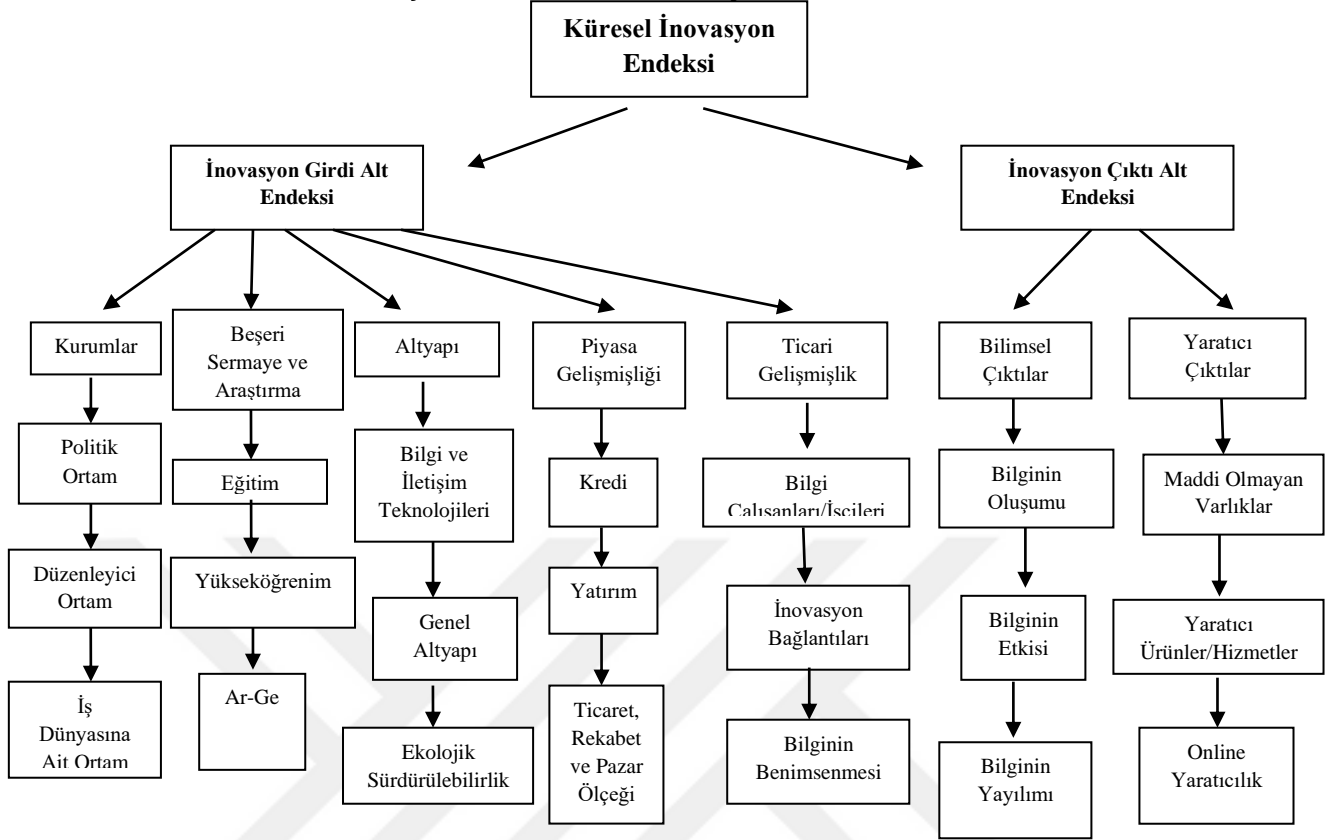 Küresel İnovasyon
Endeksi
İnovasyon Girdi Alt
Endeksi
İnovasyon Çıktı Alt
Endeksi
Kurumlar
Beşeri
Sermaye ve
Araştırma
Altyapı
Piyasa
Gelişmişliği
Ticari
Gelişmişlik
Bilimsel
Çıktılar
Yaratıcı
Çıktılar
Politik
Ortam
Eğitim
Bilgi ve
İletişim
Teknolojileri
Kredi
Bilgi
Çalışanları/İşçileri
Bilginin
Oluşumu
Maddi Olmayan
Varlıklar
Düzenleyici
Ortam
Yükseköğrenim
Genel
Altyapı
Yatırım
İnovasyon
Bağlantıları
Bilginin
Etkisi
Yaratıcı
Ürünler/Hizmetler
İş
Dünyasına
Ait Ortam
Ar-Ge
Ekolojik
Sürdürülebilirlik
Ticaret,
Rekabet
ve Pazar
Ölçeği
Bilginin
Benimsenmesi
Bilginin
Yayılımı
Online
Yaratıcılık